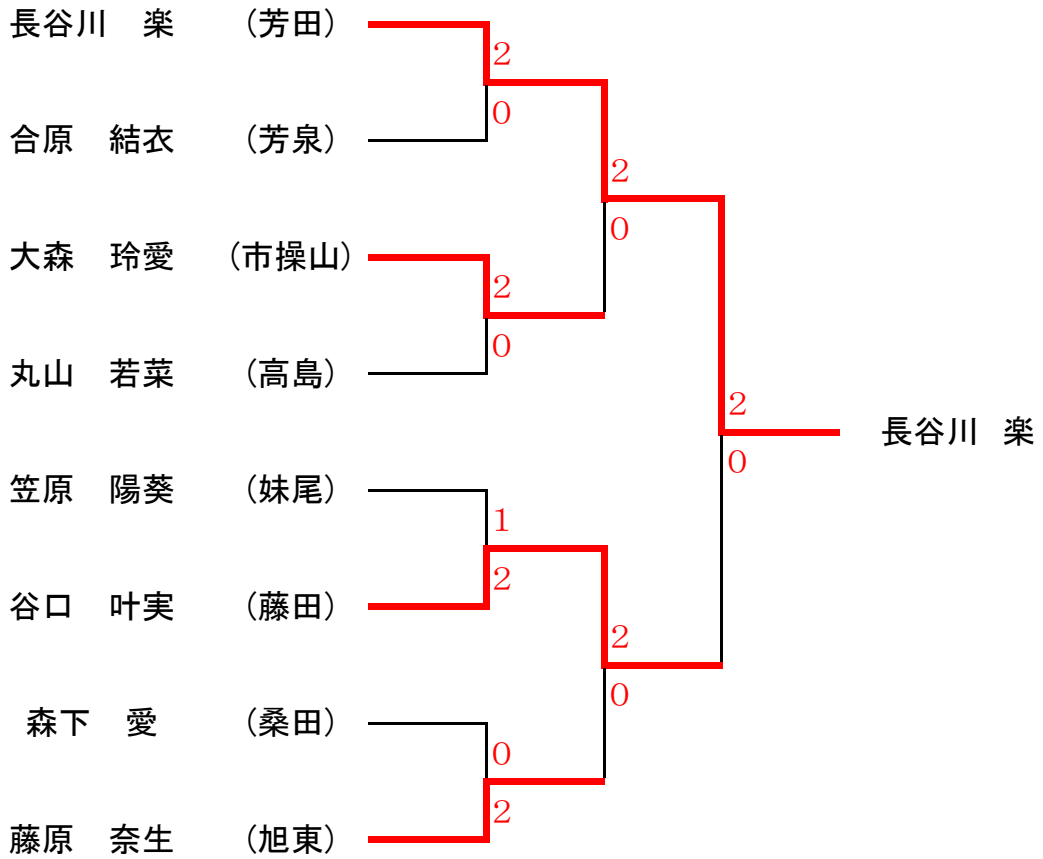 長谷川 楽 (芳田)
2
0
合原 結衣 (芳泉)
2
0
大森 玲愛 (市操山)
2
0
丸山 若菜 (高島)
2
0
長谷川 楽
笠原 陽葵 (妹尾)
1
2
谷口 叶実 (藤田)
2
0
森下 愛 (桑田)
0
2
藤原 奈生 (旭東)